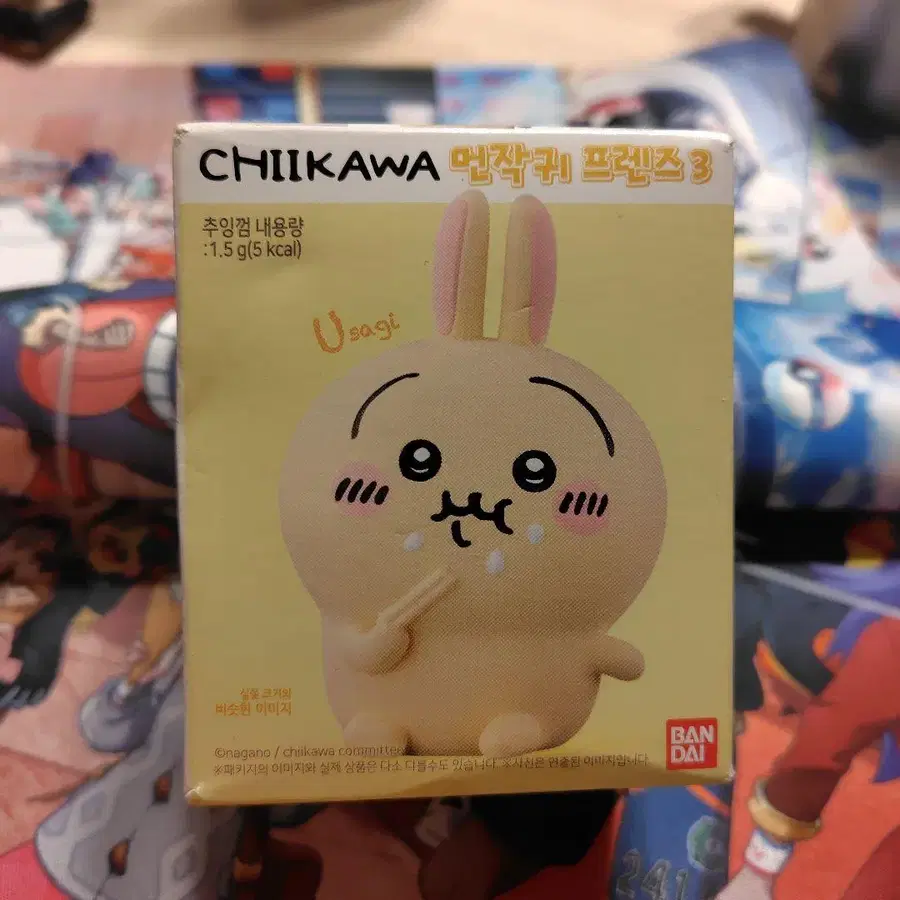 CHIIKAWA 먼작귀 프렌즈 3
추잉껌 내용량
:1.5 g(5 kcal)
Usagi
실물 크기와
비슷한 이미지
©nagano / chiikawa committee
※패키지의 이미지와 실제 상품은 다소 다를수도 있습니다. ※사진은 연출된 이미지입니다.
BAN
DAI
241